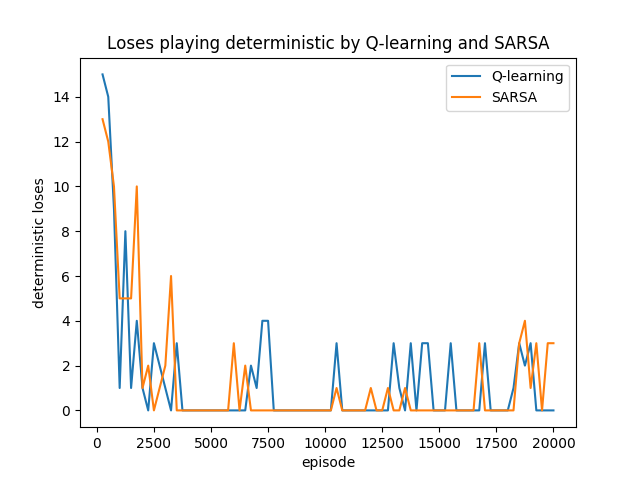 Loses playing deterministic by Q-learning and SARSA
Q-learning
SARSA
14
12
10
8
6
4
2
0
deterministic loses
0 2500 5000 7500 10000 12500 15000 17500 20000
episode